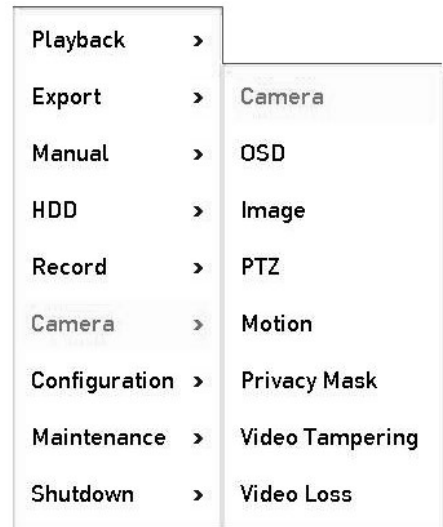 Playback >
Export >
Manual >
HDD >
Record >
Camera >
Configuration >
Maintenance >
Shutdown >
Camera
OSD
Image
PTZ
Motion
Privacy Mask
Video Tampering
Video Loss